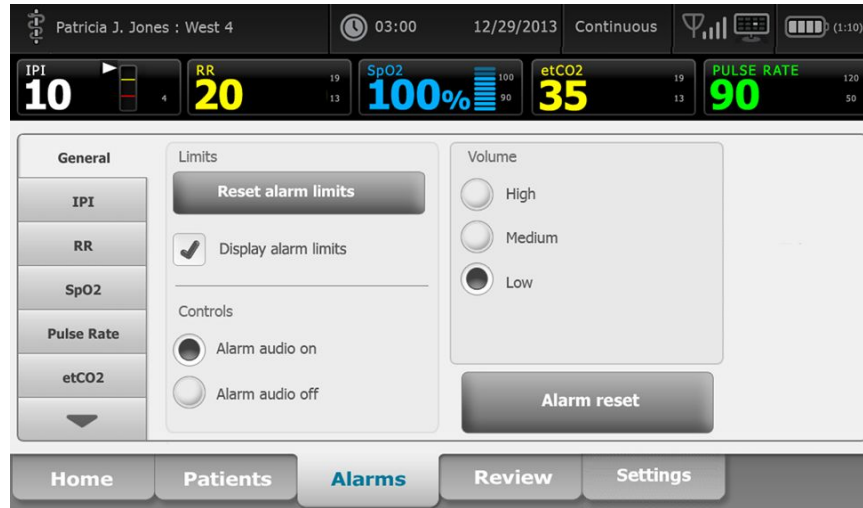 Patricia J. Jones : West 4
03:00
12/29/2013
Continuous
(1:10)
IPI
10
4
RR
20
19
13
SpO2
100%
100
90
etCO2
35
19
13
PULSE RATE
90
120
50
General
IPI
RR
SpO2
Pulse Rate
etCO2
Limits
Reset alarm limits
Display alarm limits
Controls
Alarm audio on
Alarm audio off
Volume
High
Medium
Low
Alarm reset
Home
Patients
Alarms
Review
Settings